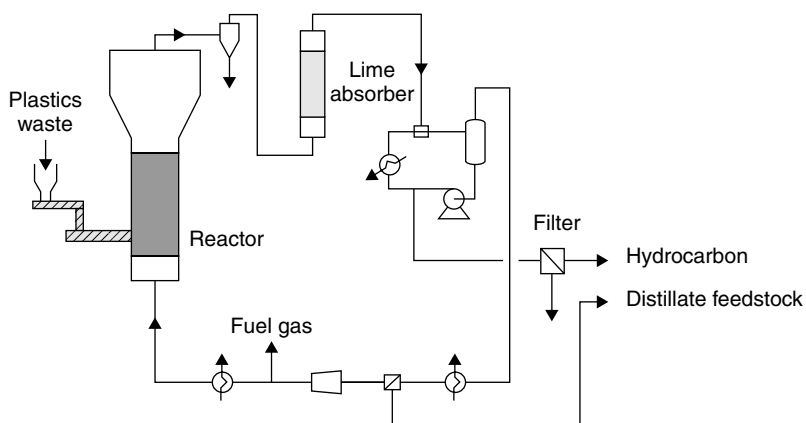 Plastics
waste
Lime
absorber
Reactor
Filter
Hydrocarbon
Distillate feedstock
Fuel gas